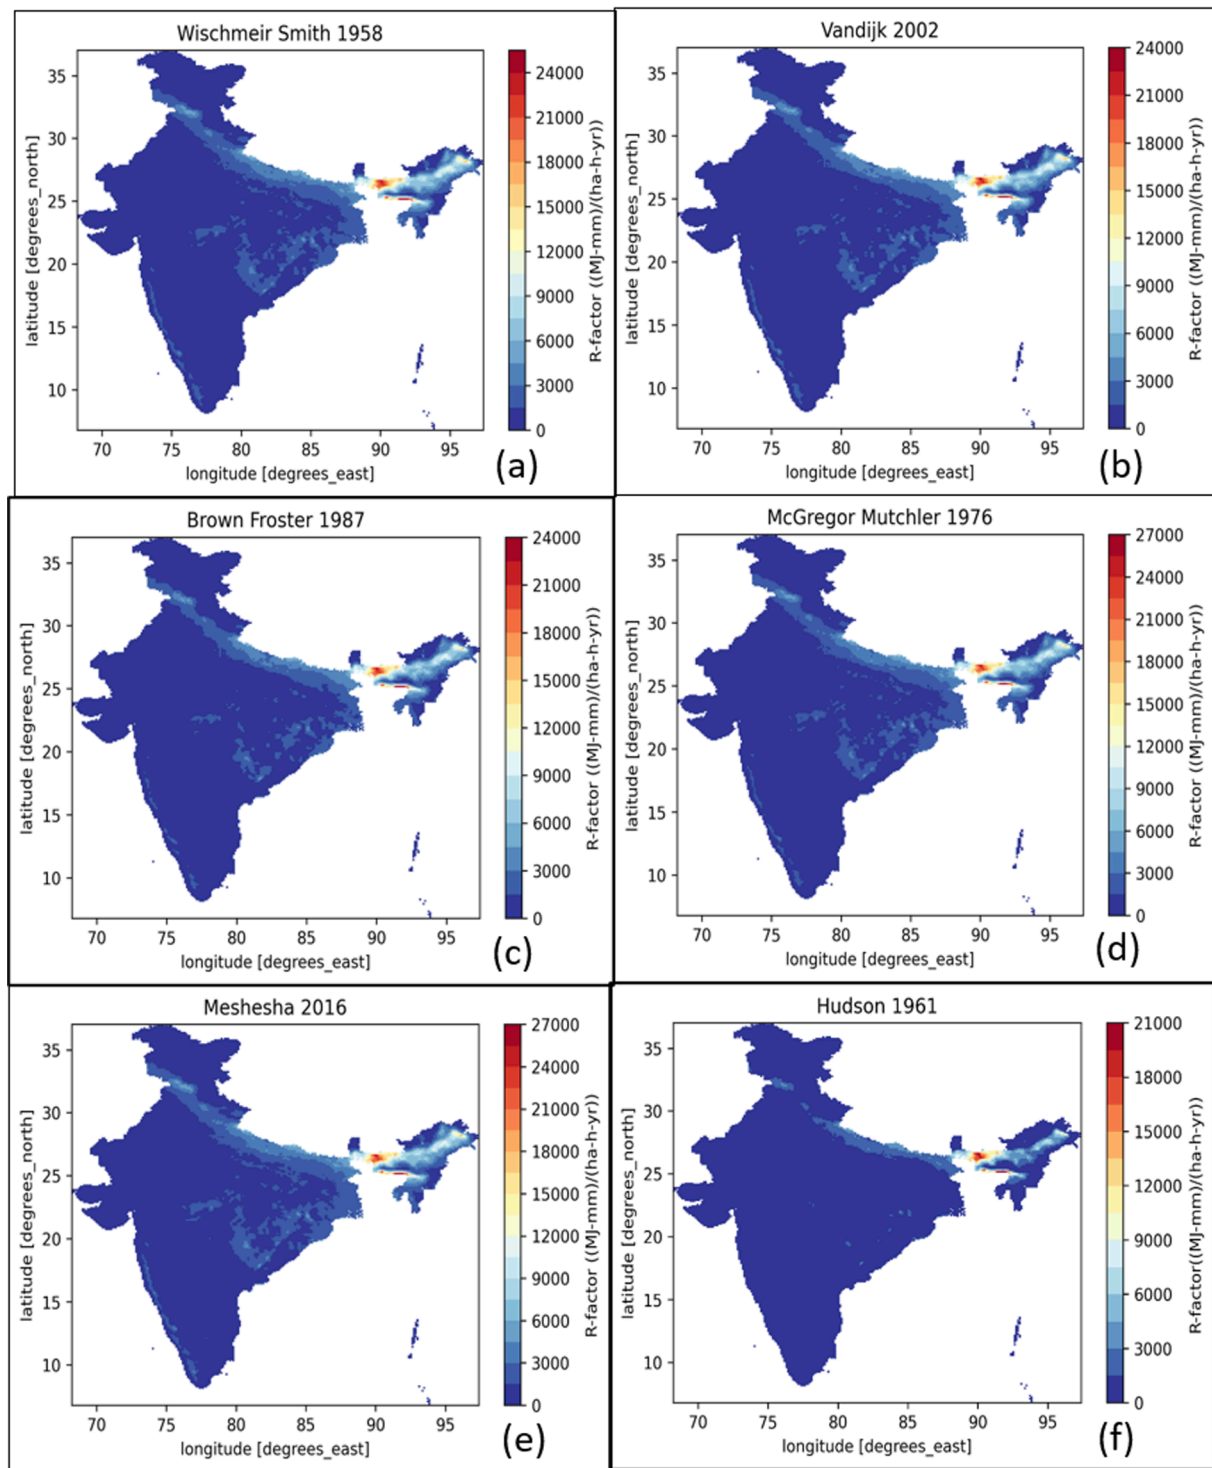 Wischmeir Smith 1958
35
30
25
20
15
10
latitude [degrees_north]
70 75 80 85 90 95
longitude [degrees_east]
24000
21000
18000
15000
12000
9000
6000
3000
0
R-factor ((MJ-mm)/(ha-h-yr))
(a)
Vandijk 2002
35
30
25
20
15
10
latitude [degrees_north]
70 75 80 85 90 95
longitude [degrees_east]
24000
21000
18000
15000
12000
9000
6000
3000
0
R-factor ((MJ-mm)/(ha-h-yr))
(b)
Brown Froster 1987
35
30
25
20
15
10
latitude [degrees_north]
70 75 80 85 90 95
longitude [degrees_east]
24000
21000
18000
15000
12000
9000
6000
3000
0
R-factor ((MJ-mm)/(ha-h-yr))
(c)
McGregor Mutchler 1976
35
30
25
20
15
10
latitude [degrees_north]
70 75 80 85 90 95
longitude [degrees_east]
27000
24000
21000
18000
15000
12000
9000
6000
3000
0
R-factor ((MJ-mm)/(ha-h-yr))
(d)
Meshesha 2016
35
30
25
20
15
10
latitude [degrees_north]
70 75 80 85 90 95
longitude [degrees_east]
27000
24000
21000
18000
15000
12000
9000
6000
3000
0
R-factor ((MJ-mm)/(ha-h-yr))
(e)
Hudson 1961
35
30
25
20
15
10
latitude [degrees_north]
70 75 80 85 90 95
longitude [degrees_east]
21000
18000
15000
12000
9000
6000
3000
0
R-factor((MJ-mm)/(ha-h-yr))
(f)